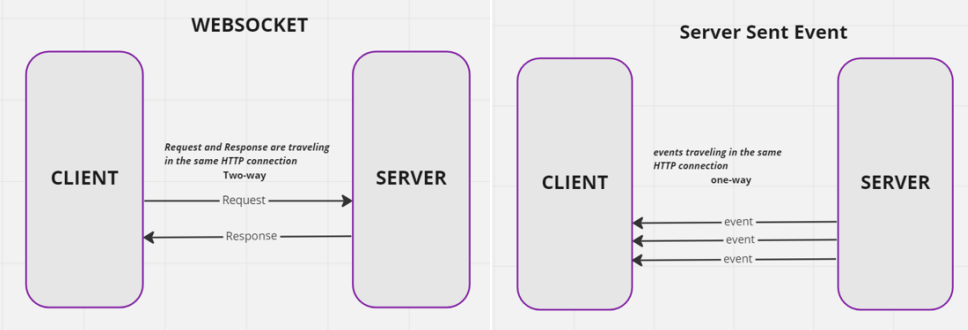 WEBSOCKET
CLIENT
Request and Response are traveling
in the same HTTP connection
Two-way
Request
Response
SERVER
Server Sent Event
CLIENT
events traveling in the same
HTTP connection
one-way
event
event
event
SERVER